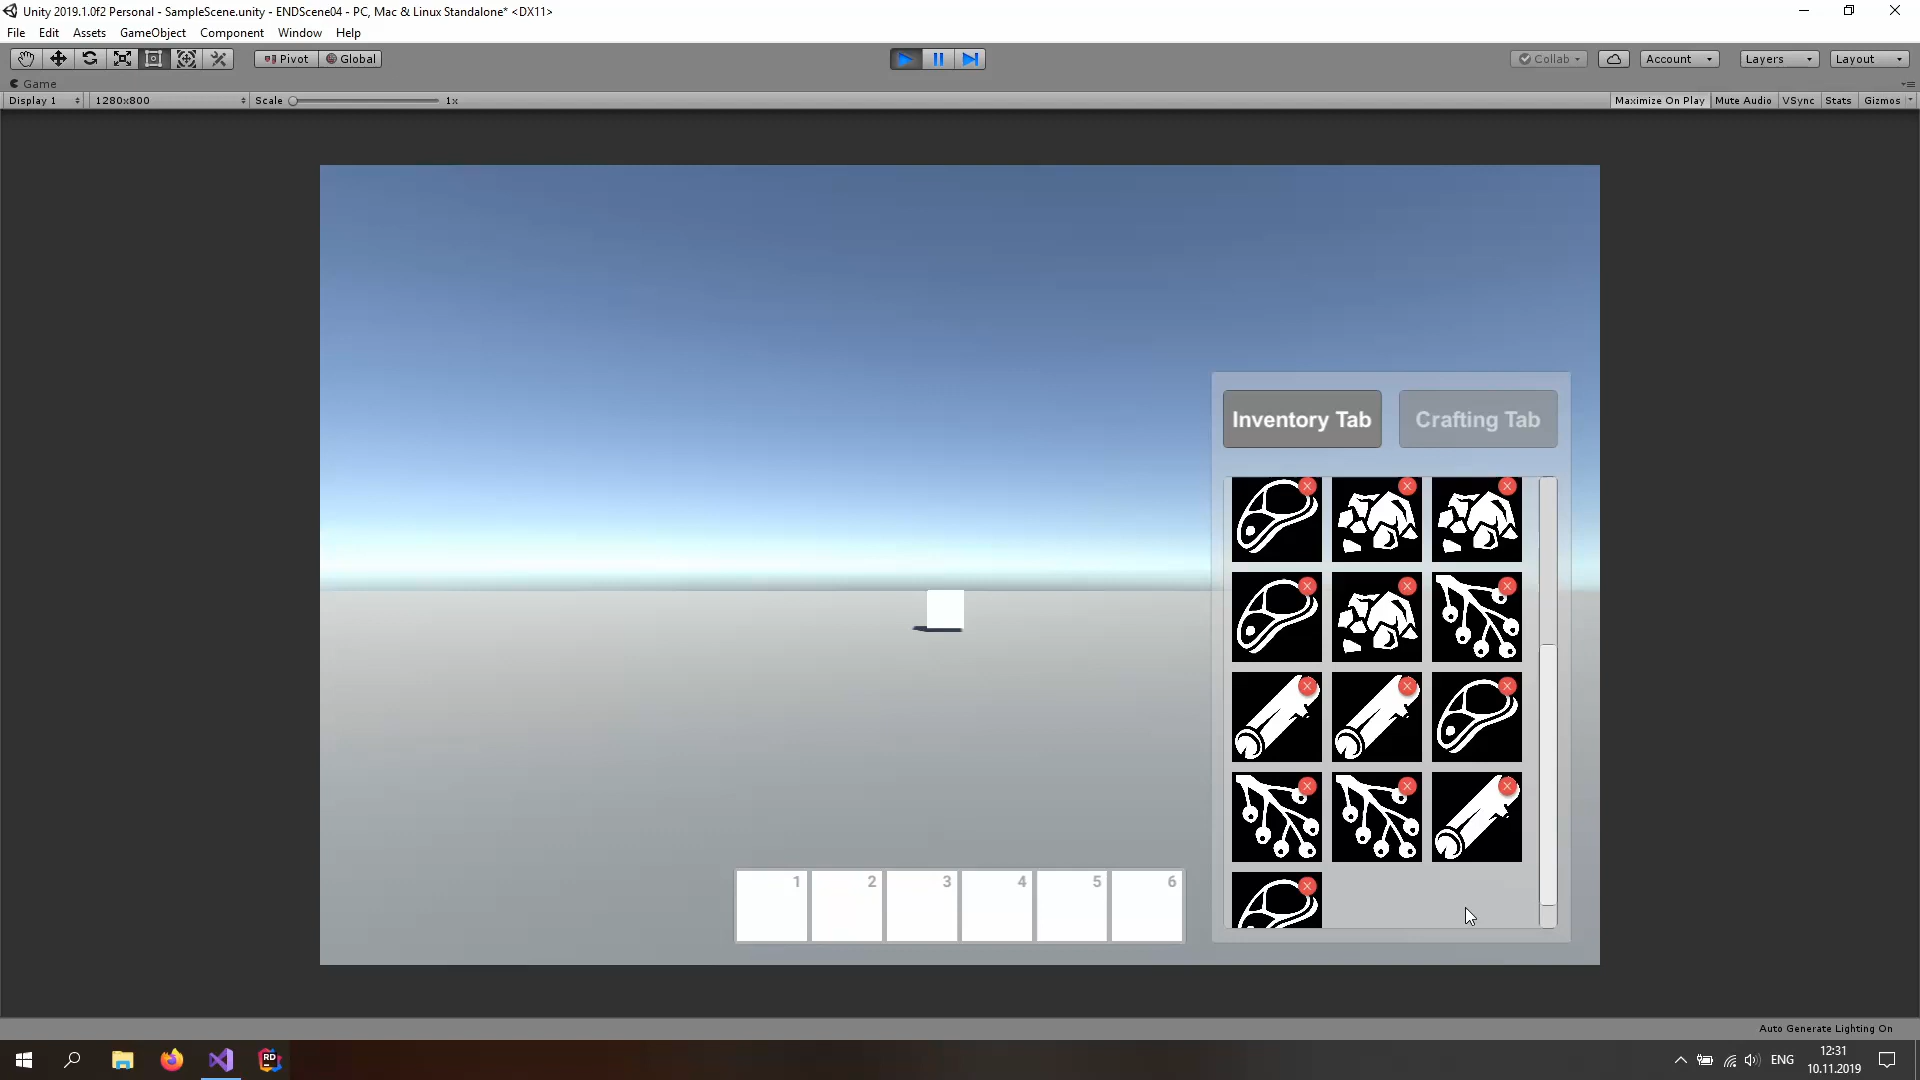 Unity 2019.1.0f2 Personal - SampleScene.unity - ENDScene04 - PC, Mac & Linux Standalone* <DX11>
File Edit Assets GameObject Component Window Help
Pivot Global Collab Account Layers Layout
Game
Display 1 1280x800 Scale 1x Maximize On Play Mute Audio VSync Stats Gizmos
Inventory Tab Crafting Tab
1 2 3 4 5 6
Auto Generate Lighting On
RD
ENG
12:31
10.11.2019